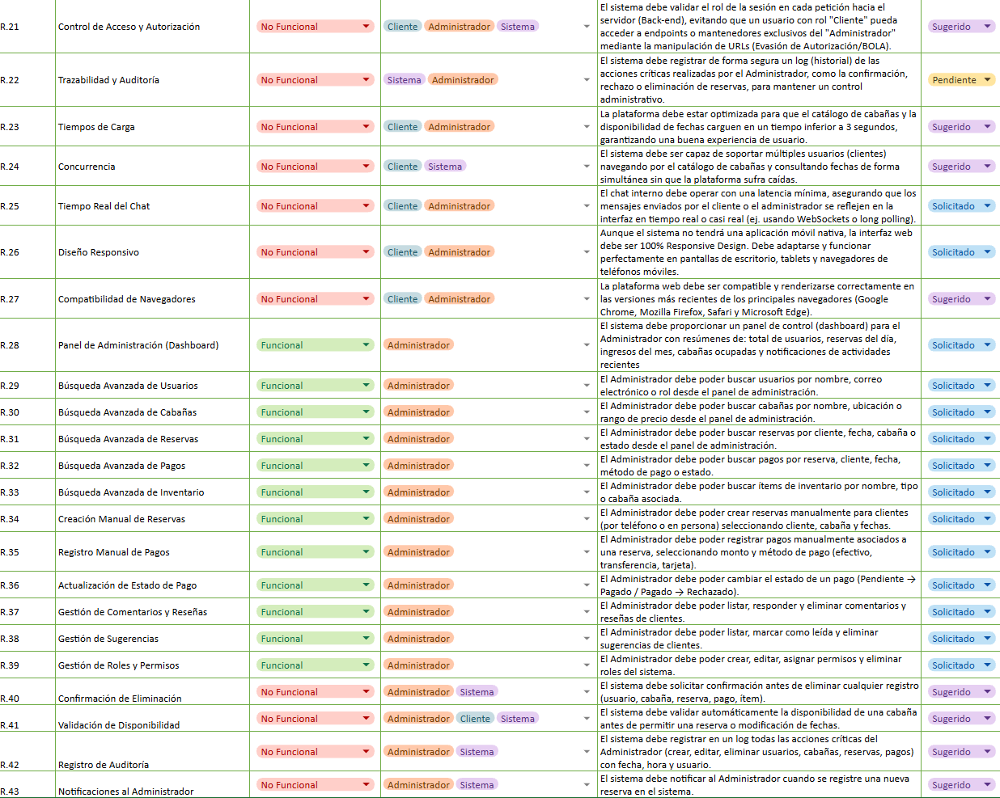 R.21 Control de Acceso y Autorización No Funcional Cliente Administrador Sistema El sistema debe validar el rol de la sesión en cada petición hacia el
servidor (Back-end), evitando que un usuario con rol "Cliente" pueda
acceder a endpoints o mantenedores exclusivos del "Administrador"
mediante la manipulación de URLs (Evasión de Autorización/BOLA). Sugerido
R.22 Trazabilidad y Auditoría No Funcional Sistema Administrador El sistema debe registrar de forma segura un log (historial) de las
acciones críticas realizadas por el Administrador, como la confirmación,
rechazo o eliminación de reservas, para mantener un control
administrativo. Pendiente
R.23 Tiempos de Carga No Funcional Cliente Administrador La plataforma debe estar optimizada para que el catálogo de cabañas y la
disponibilidad de fechas carguen en un tiempo inferior a 3 segundos,
garantizando una buena experiencia de usuario. Sugerido
R.24 Concurrencia No Funcional Cliente Sistema El sistema debe ser capaz de soportar múltiples usuarios (clientes)
navegando por el catálogo de cabañas y consultando fechas de forma
simultánea sin que la plataforma sufra caídas. Sugerido
R.25 Tiempo Real del Chat No Funcional Cliente Administrador El chat interno debe operar con una latencia mínima, asegurando que los
mensajes enviados por el cliente o el administrador se reflejen en la
interfaz en tiempo real o casi real (ej. usando WebSockets o long polling). Solicitado
R.26 Diseño Responsivo No Funcional Cliente Administrador Aunque el sistema no tendrá una aplicación móvil nativa, la interfaz web
debe ser 100% Responsive Design. Debe adaptarse y funcionar
perfectamente en pantallas de escritorio, tablets y navegadores de
teléfonos móviles. Solicitado
R.27 Compatibilidad de Navegadores No Funcional Cliente Administrador La plataforma web debe ser compatible y renderizarse correctamente en
las versiones más recientes de los principales navegadores (Google
Chrome, Mozilla Firefox, Safari y Microsoft Edge). Sugerido
R.28 Panel de Administración (Dashboard) Funcional Administrador El sistema debe proporcionar un panel de control (dashboard) para el
Administrador con resúmenes de: total de usuarios, reservas del día,
ingresos del mes, cabañas ocupadas y notificaciones de actividades
recientes Solicitado
R.29 Búsqueda Avanzada de Usuarios Funcional Administrador El Administrador debe poder buscar usuarios por nombre, correo
electrónico o rol desde el panel de administración. Solicitado
R.30 Búsqueda Avanzada de Cabañas Funcional Administrador El Administrador debe poder buscar cabañas por nombre, ubicación o
rango de precio desde el panel de administración. Solicitado
R.31 Búsqueda Avanzada de Reservas Funcional Administrador El Administrador debe poder buscar reservas por cliente, fecha, cabaña o
estado desde el panel de administración. Solicitado
R.32 Búsqueda Avanzada de Pagos Funcional Administrador El Administrador debe poder buscar pagos por reserva, cliente, fecha,
método de pago o estado. Solicitado
R.33 Búsqueda Avanzada de Inventario Funcional Administrador El Administrador debe poder buscar ítems de inventario por nombre, tipo
o cabaña asociada. Solicitado
R.34 Creación Manual de Reservas Funcional Administrador El Administrador debe poder crear reservas manualmente para clientes
(por teléfono o en persona) seleccionando cliente, cabaña y fechas. Solicitado
R.35 Registro Manual de Pagos Funcional Administrador El Administrador debe poder registrar pagos manualmente asociados a
una reserva, seleccionando monto y método de pago (efectivo,
transferencia, tarjeta). Solicitado
R.36 Actualización de Estado de Pago Funcional Administrador El Administrador debe poder cambiar el estado de un pago (Pendiente →
Pagado / Pagado → Rechazado). Solicitado
R.37 Gestión de Comentarios y Reseñas Funcional Administrador El Administrador debe poder listar, responder y eliminar comentarios y
reseñas de clientes. Solicitado
R.38 Gestión de Sugerencias Funcional Administrador El Administrador debe poder listar, marcar como leída y eliminar
sugerencias de clientes. Solicitado
R.39 Gestión de Roles y Permisos Funcional Administrador El Administrador debe poder crear, editar, asignar permisos y eliminar
roles del sistema. Solicitado
R.40 Confirmación de Eliminación No Funcional Administrador Sistema El sistema debe solicitar confirmación antes de eliminar cualquier registro
(usuario, cabaña, reserva, pago, ítem). Sugerido
R.41 Validación de Disponibilidad No Funcional Administrador Cliente Sistema El sistema debe validar automáticamente la disponibilidad de una cabaña
antes de permitir una reserva o modificación de fechas. Sugerido
R.42 Registro de Auditoría No Funcional Administrador Sistema El sistema debe registrar en un log todas las acciones críticas del
Administrador (crear, editar, eliminar usuarios, cabañas, reservas, pagos)
con fecha, hora y usuario. Sugerido
R.43 Notificaciones al Administrador No Funcional Administrador Sistema El sistema debe notificar al Administrador cuando se registre una nueva
reserva en el sistema. Sugerido